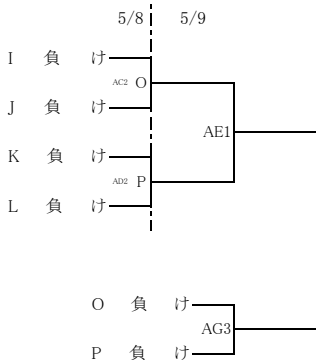 5/8 5/9
I 負 け
AC2 O
J 負 け
AE1
K 負 け
AD2 P
L 負 け
O 負 け
AG3
P 負 け